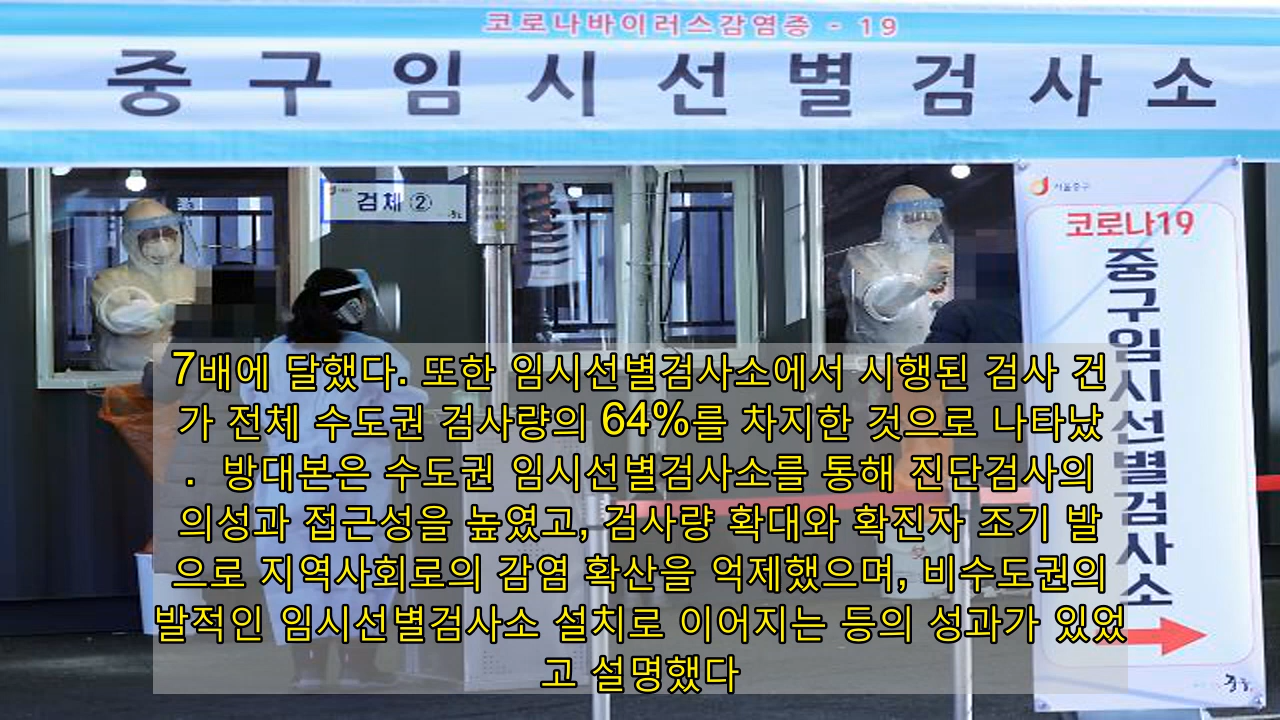 코로나바이러스감염증 - 19
중구임시선별검사소
검체 ②
서울중구
코로나19
중구임시선별검사소
7배에 달했다. 또한 임시선별검사소에서 시행된 검사 건
가 전체 수도권 검사량의 64%를 차지한 것으로 나타났
. 방대본은 수도권 임시선별검사소를 통해 진단검사의
의성과 접근성을 높였고, 검사량 확대와 확진자 조기 발
으로 지역사회로의 감염 확산을 억제했으며, 비수도권의
발적인 임시선별검사소 설치로 이어지는 등의 성과가 있었
고 설명했다